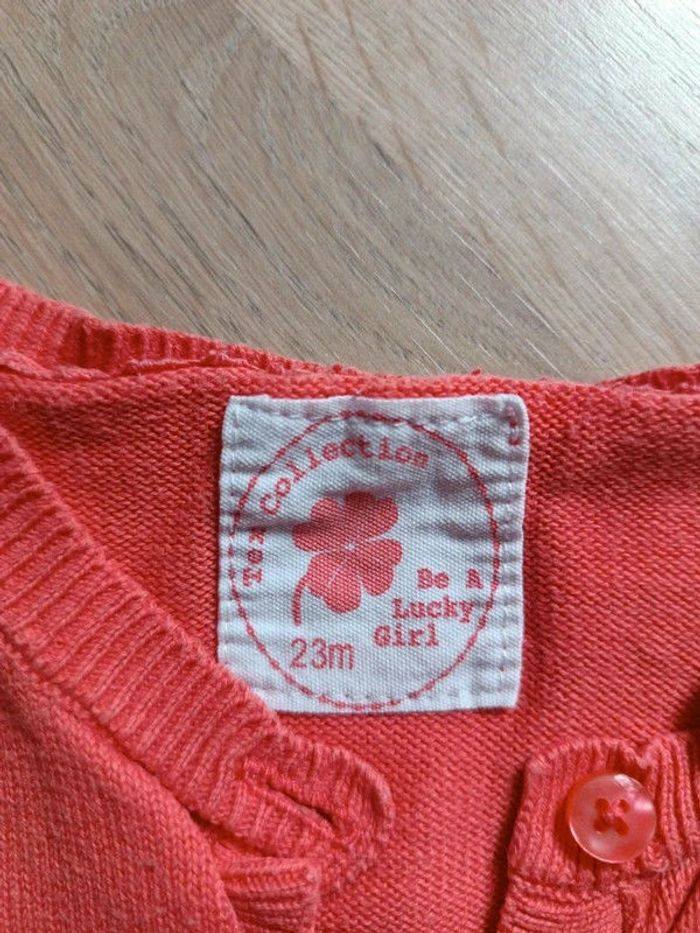 Tex Collection
Be A
Lucky
Girl
23m